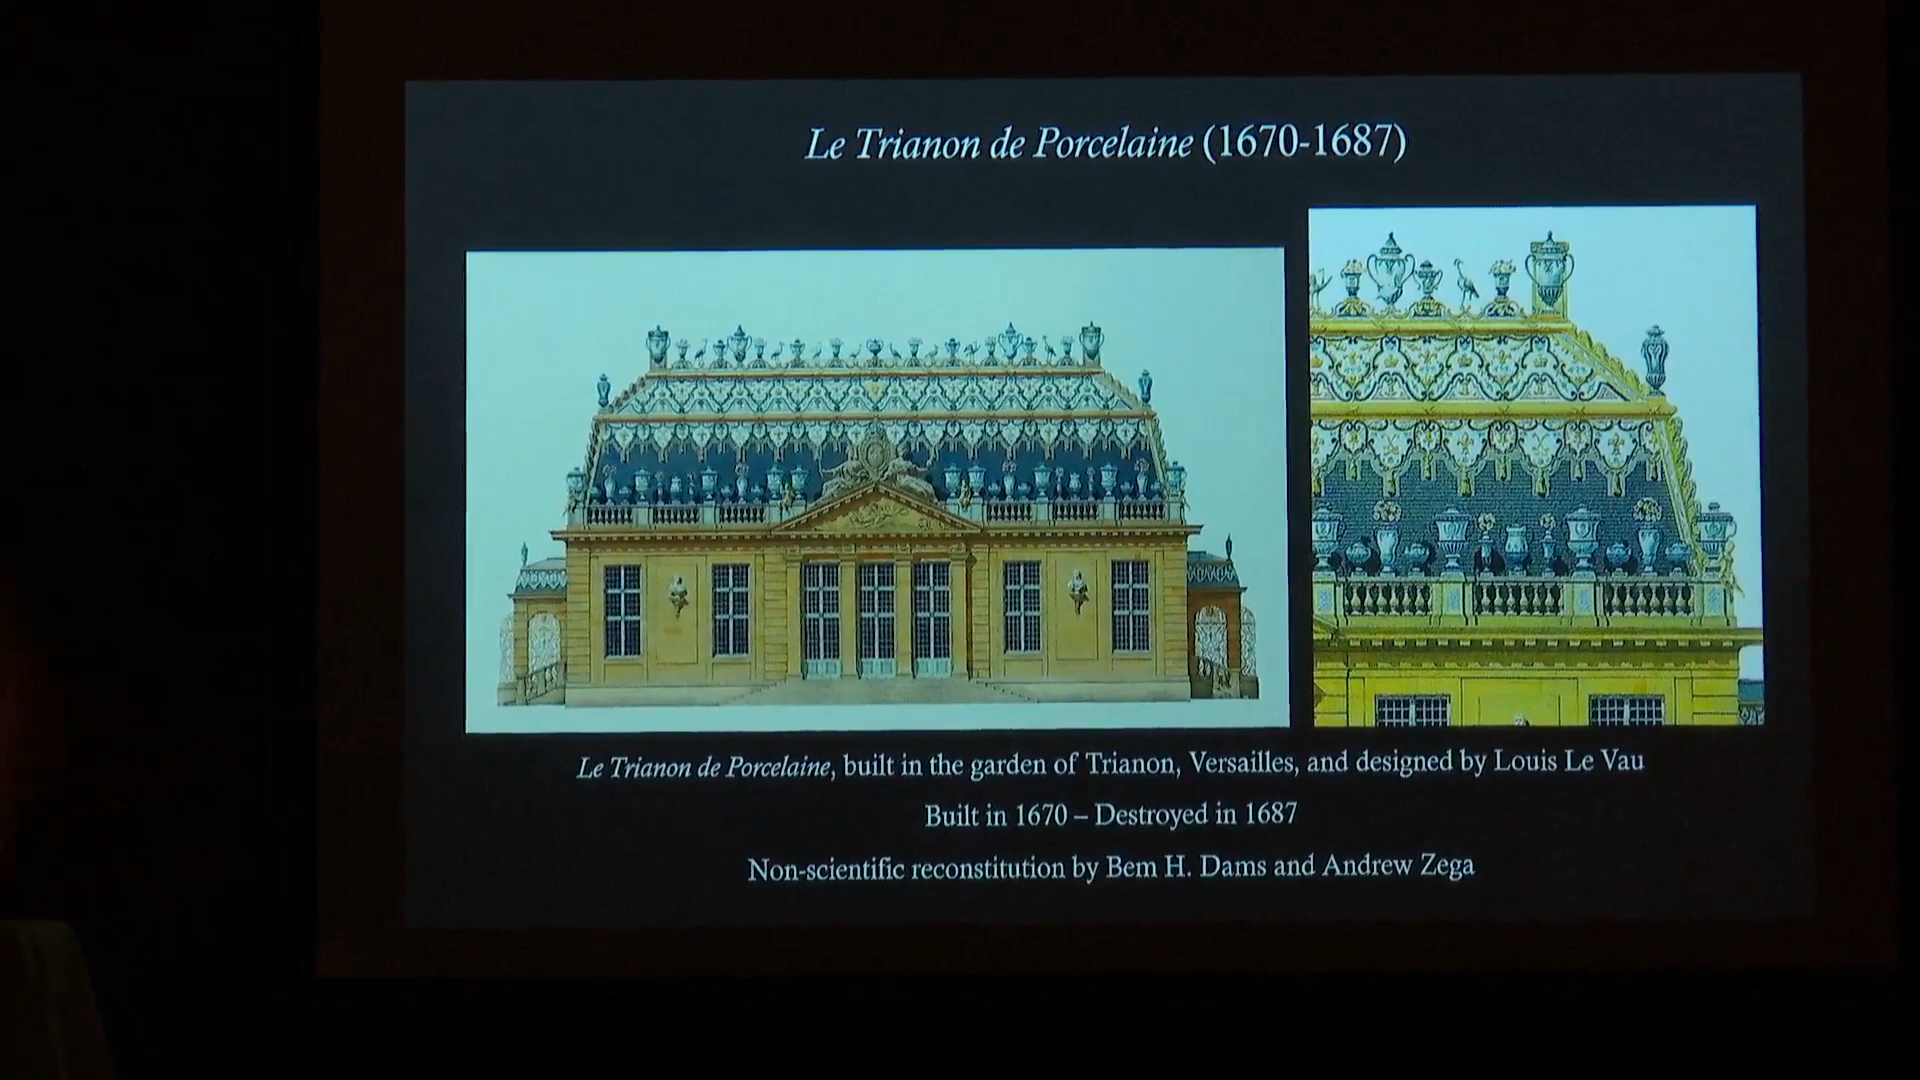 Le Trianon de Porcelaine (1670-1687)
Le Trianon de Porcelaine, built in the garden of Trianon, Versailles, and designed by Louis Le Vau
Built in 1670 – Destroyed in 1687
Non-scientific reconstitution by Bem H. Dams and Andrew Zega